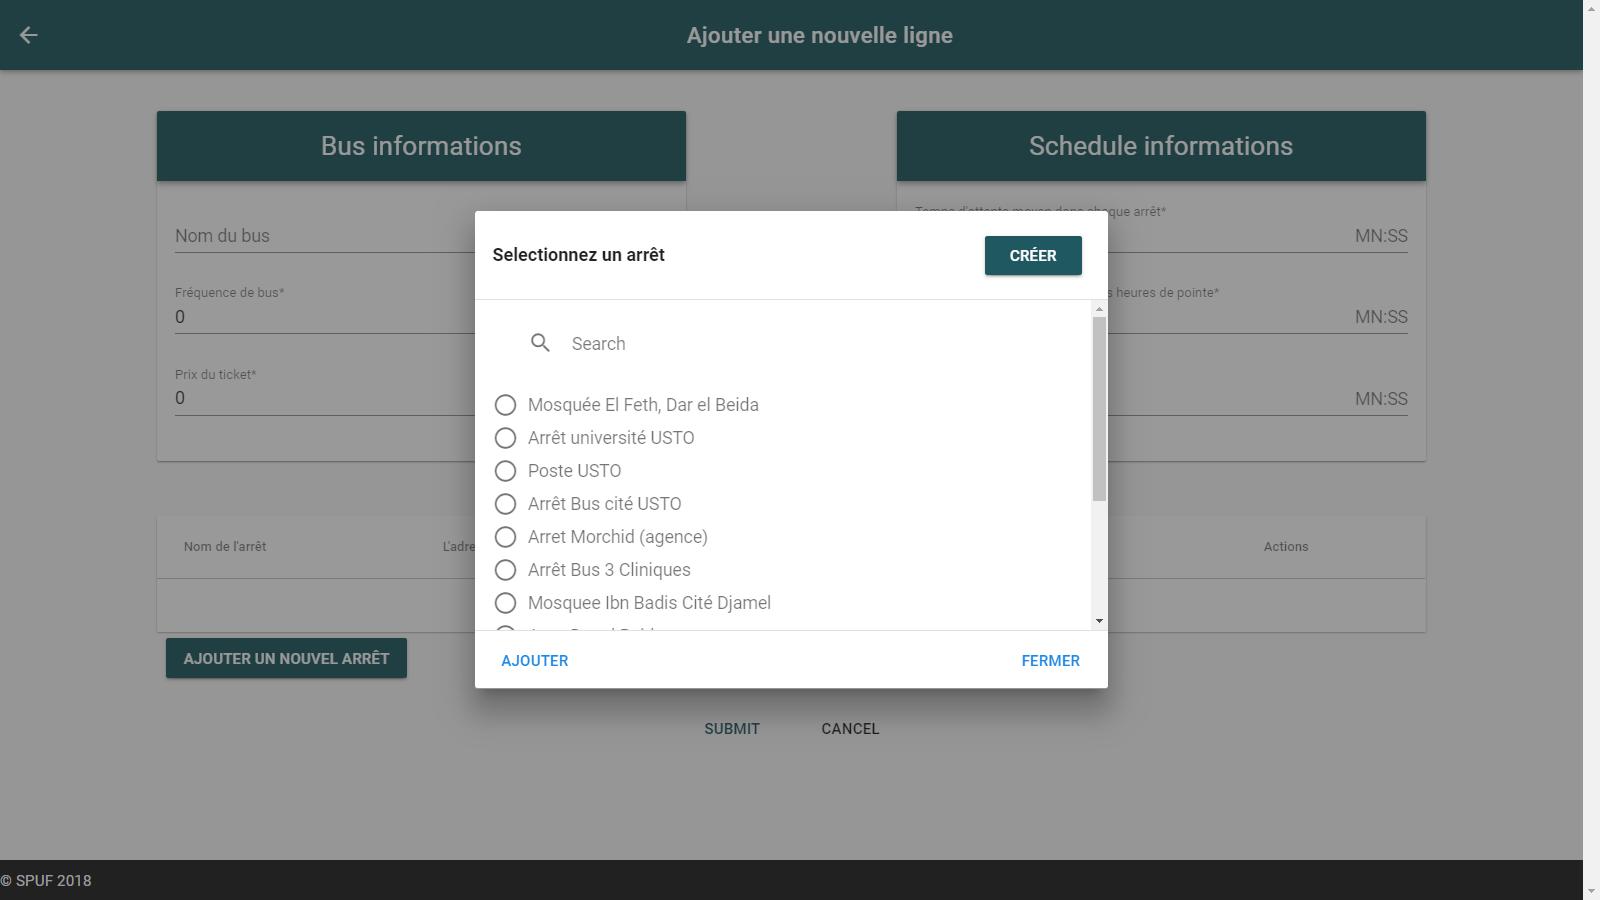 Ajouter une nouvelle ligne
Bus informations
Schedule informations
Nom du bus
Fréquence de bus*
0
Prix du ticket*
0
que arrêt*
MN:SS
heures de pointe*
MN:SS
MN:SS
Selectionnez un arrêt
CRÉER
Search
Mosquée El Feth, Dar el Beida
Arrêt université USTO
Poste USTO
Arrêt Bus cité USTO
Arret Morchid (agence)
Arrêt Bus 3 Cliniques
Mosquee Ibn Badis Cité Djamel
AJOUTER
FERMER
Nom de l'arrêt
L'adre
Actions
AJOUTER UN NOUVEL ARRÊT
SUBMIT
CANCEL
© SPUF 2018